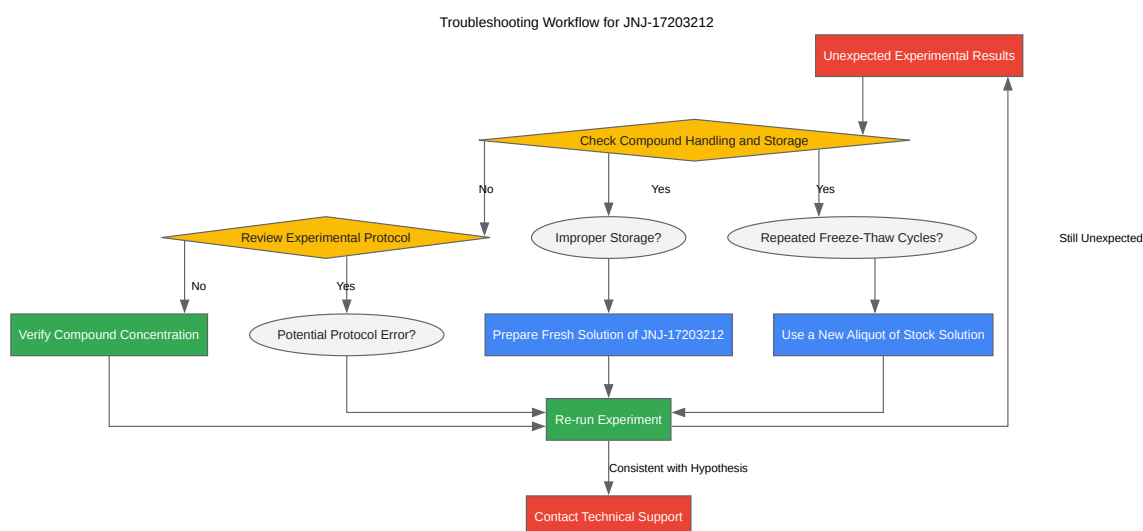 Troubleshooting Workflow for JNJ-17203212
Unexpected Experimental Results
Check Compound Handling and Storage
No
Yes
Yes
Review Experimental Protocol
Improper Storage?
Repeated Freeze-Thaw Cycles?
Still Unexpected
No
Yes
Verify Compound Concentration
Potential Protocol Error?
Prepare Fresh Solution of JNJ-17203212
Use a New Aliquot of Stock Solution
Re-run Experiment
Consistent with Hypothesis
Contact Technical Support